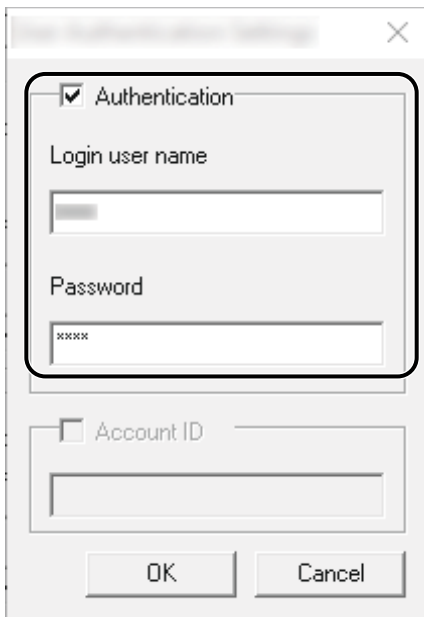 Authentication
Login user name
Password
****
Account ID
OK
Cancel